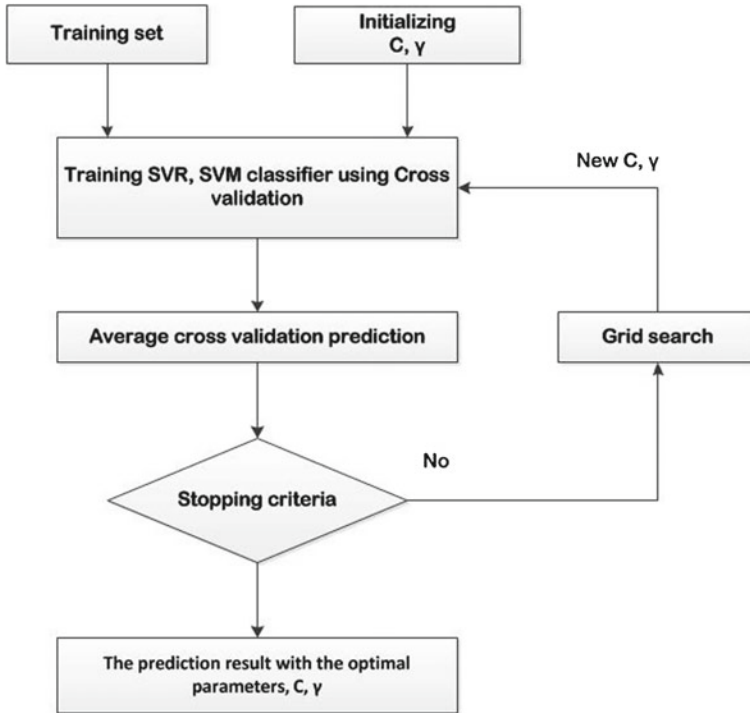 Training set
Initializing
C, γ
Training SVR, SVM classifier using Cross
validation
New C, γ
Average cross validation prediction
Grid search
No
Stopping criteria
The prediction result with the optimal
parameters, C, γ